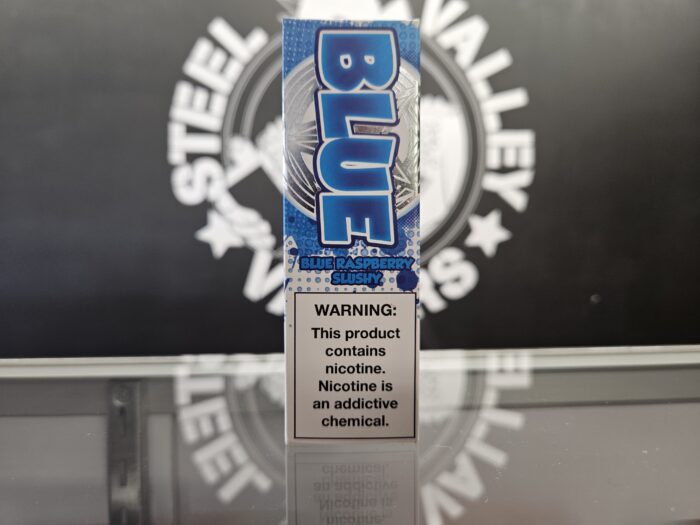 STEEL VALLEY
BLUE
BLUE RASPBERRY
SLUSHY
WARNING:
This product
contains
nicotine.
Nicotine is
an addictive
chemical.